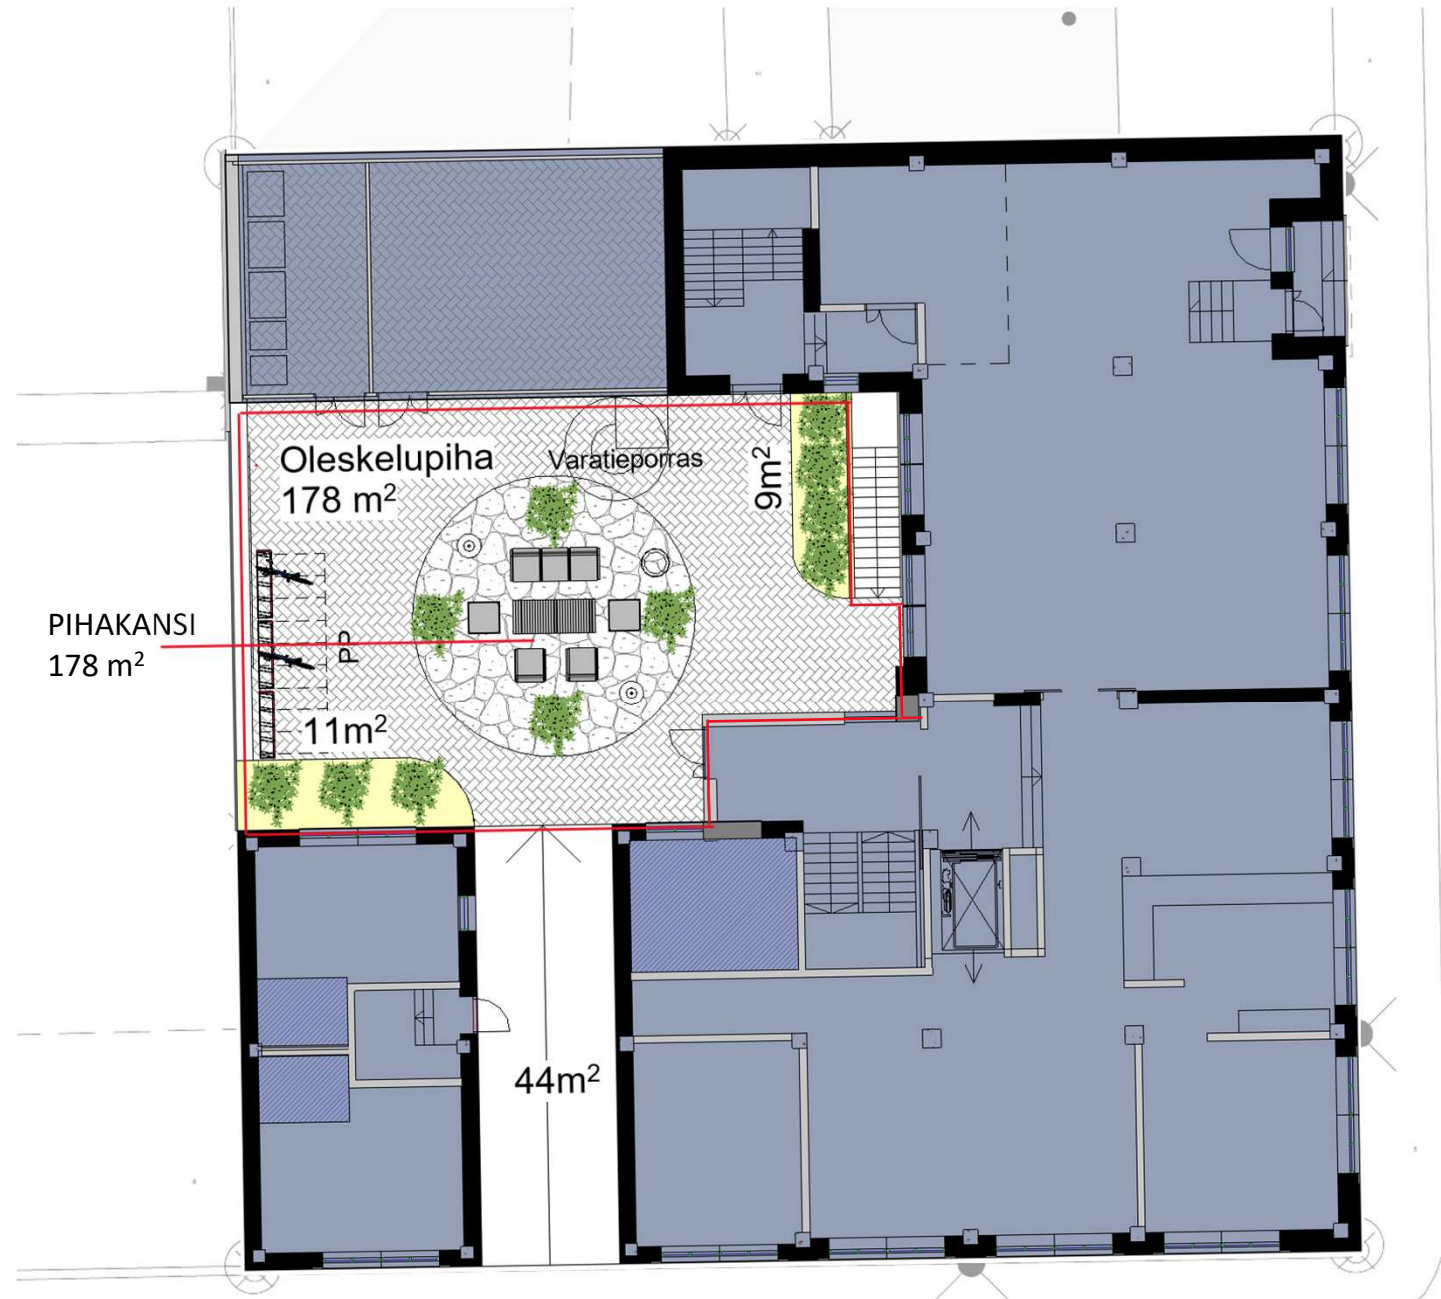 Oleskelupiha
178 m²
Varatieporras
9m²
PIHAKANSI
178 m²
PP
11m²
44m²